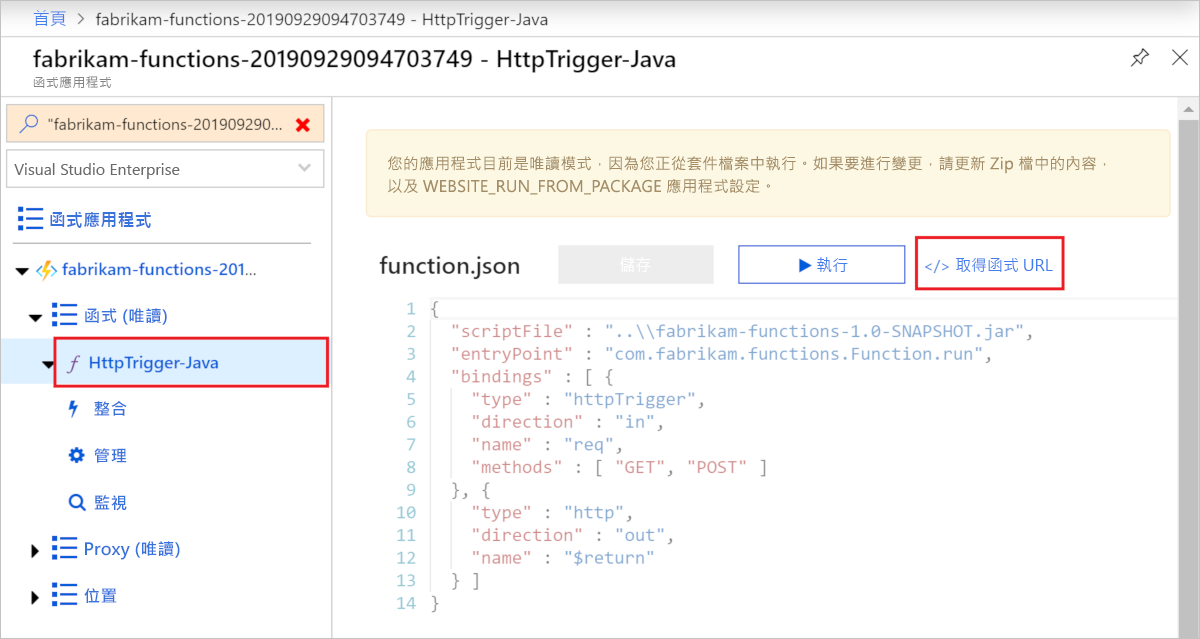 首頁 > fabrikam-functions-20190929094703749 - HttpTrigger-Java
fabrikam-functions-20190929094703749 - HttpTrigger-Java
函式應用程式
"fabrikam-functions-201909290...
Visual Studio Enterprise
函式應用程式
fabrikam-functions-201...
函式 (唯讀)
HttpTrigger-Java
整合
管理
監視
Proxy (唯讀)
位置
您的應用程式目前是唯讀模式，因為您正從套件檔案中執行。如果要進行變更，請更新 Zip 檔中的內容，
以及 WEBSITE_RUN_FROM_PACKAGE 應用程式設定。
function.json 儲存 執行 </> 取得函式 URL
1 {
2 "scriptFile" : "..\\fabrikam-functions-1.0-SNAPSHOT.jar",
3 "entryPoint" : "com.fabrikam.functions.Function.run",
4 "bindings" : [ {
5 "type" : "httpTrigger",
6 "direction" : "in",
7 "name" : "req",
8 "methods" : [ "GET", "POST" ]
9 }, {
10 "type" : "http",
11 "direction" : "out",
12 "name" : "$return"
13 } ]
14 }